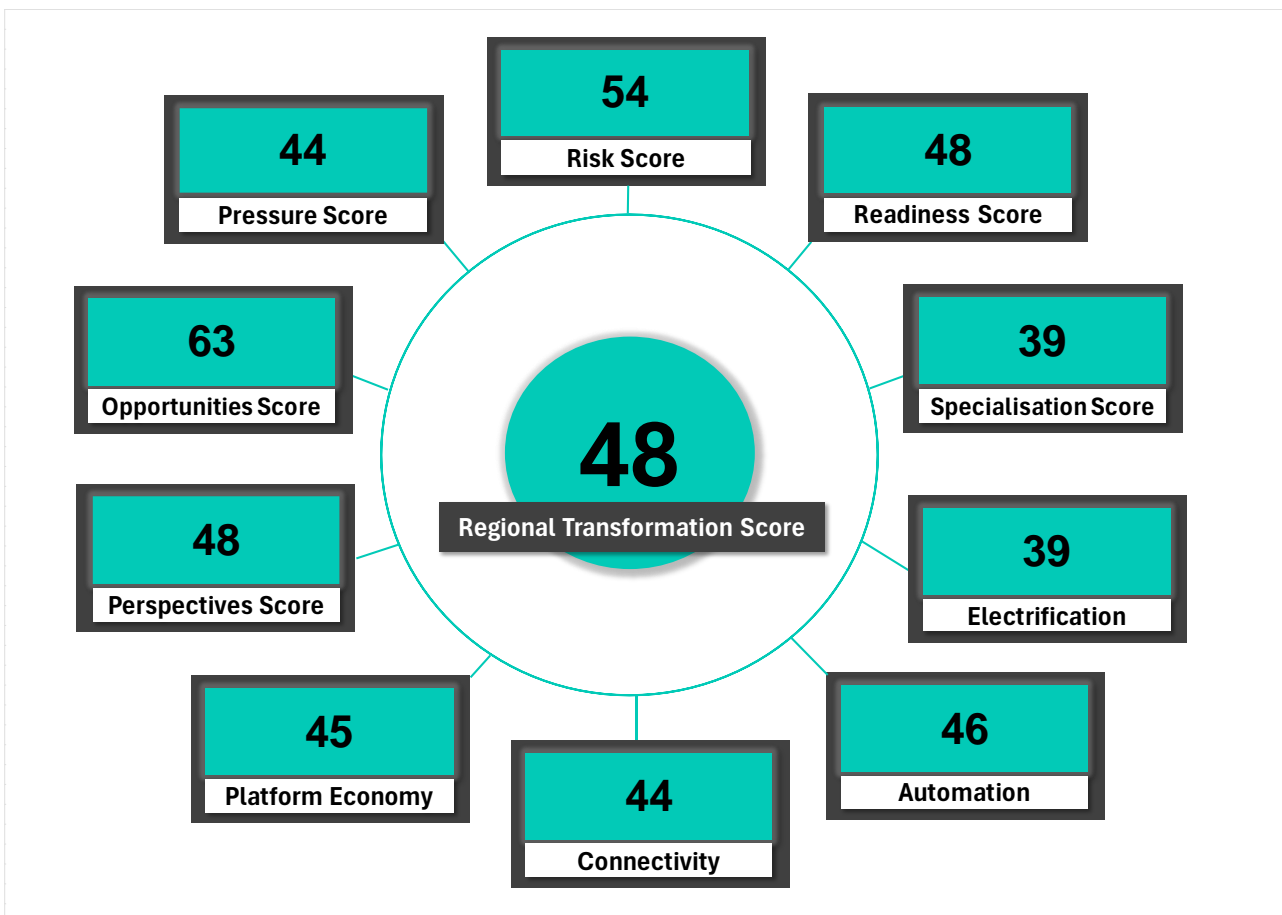 54
Risk Score
44
Pressure Score
48
Readiness Score
63
Opportunities Score
39
Specialisation Score
48
Regional Transformation Score
48
Perspectives Score
39
Electrification
45
Platform Economy
46
Automation
44
Connectivity